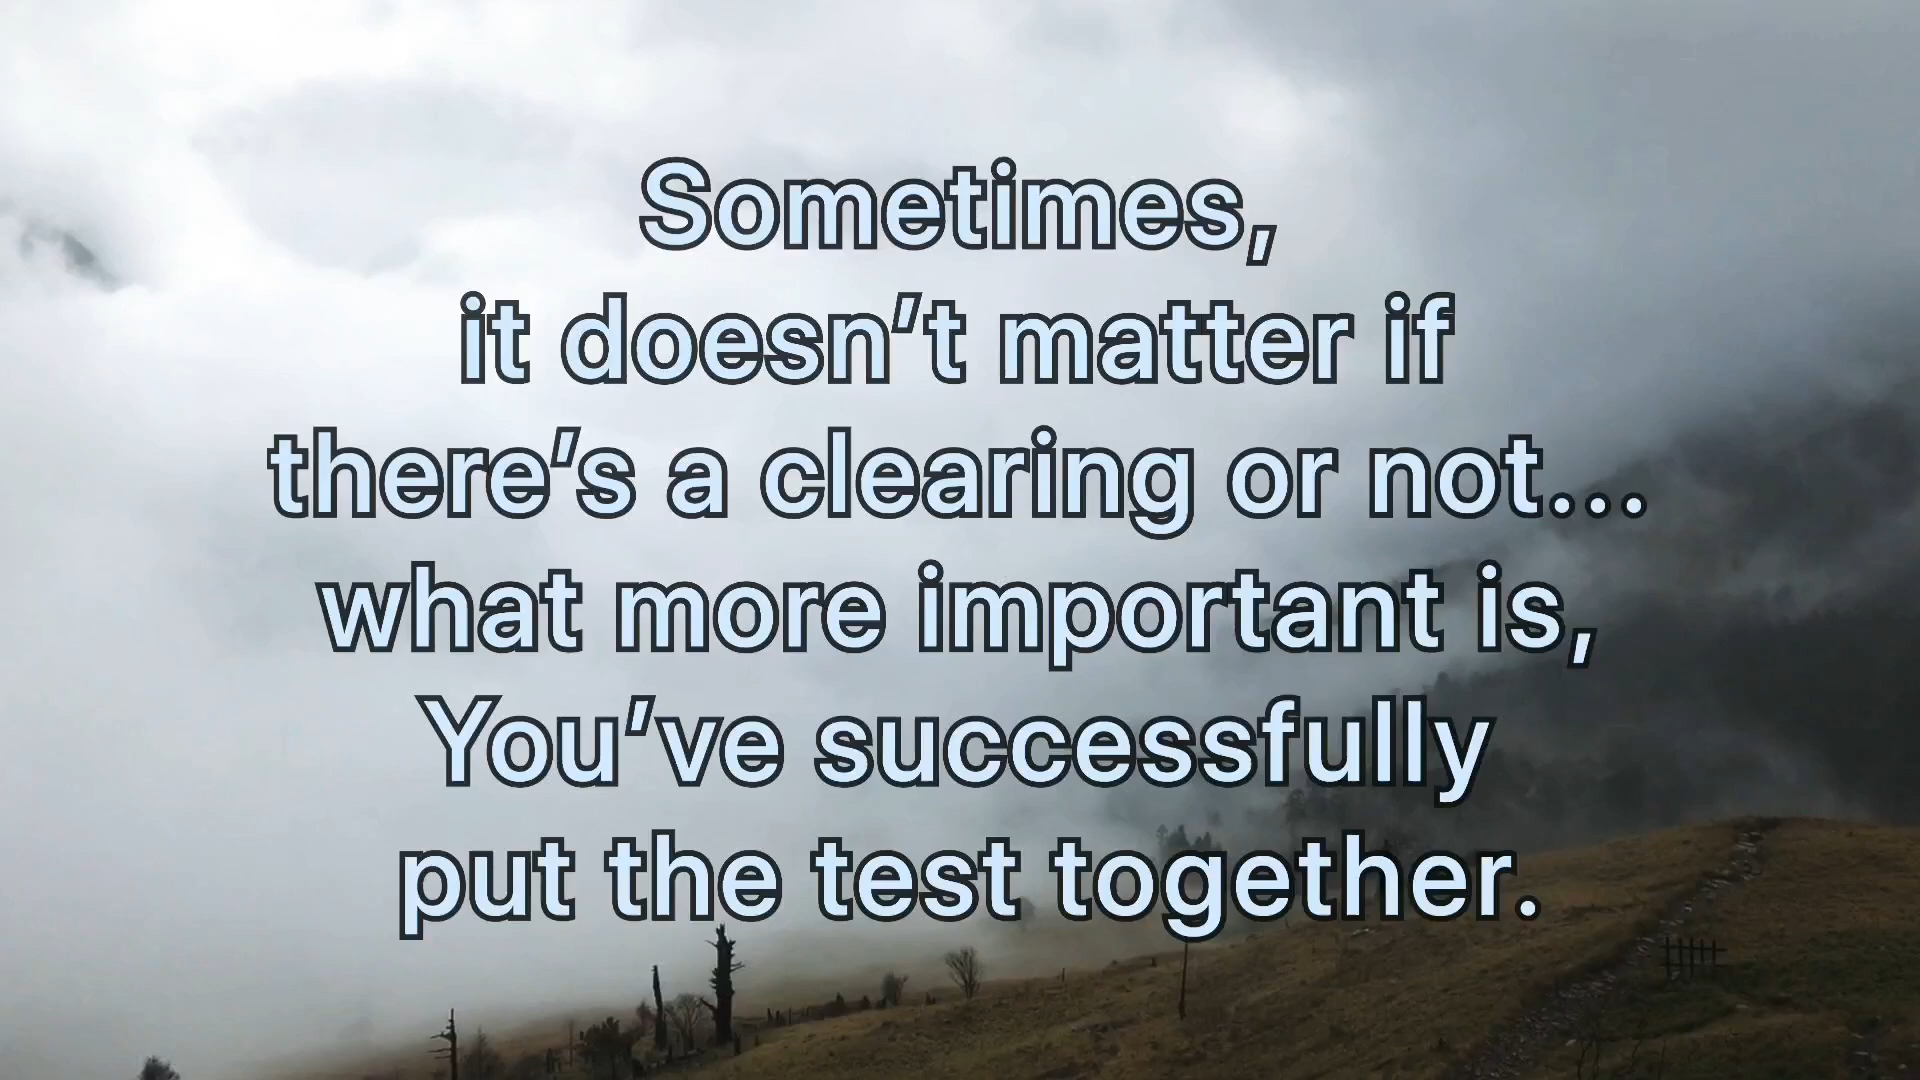 Sometimes,
it doesn’t matter if
there’s a clearing or not...
what more important is,
You’ve successfully
put the test together.